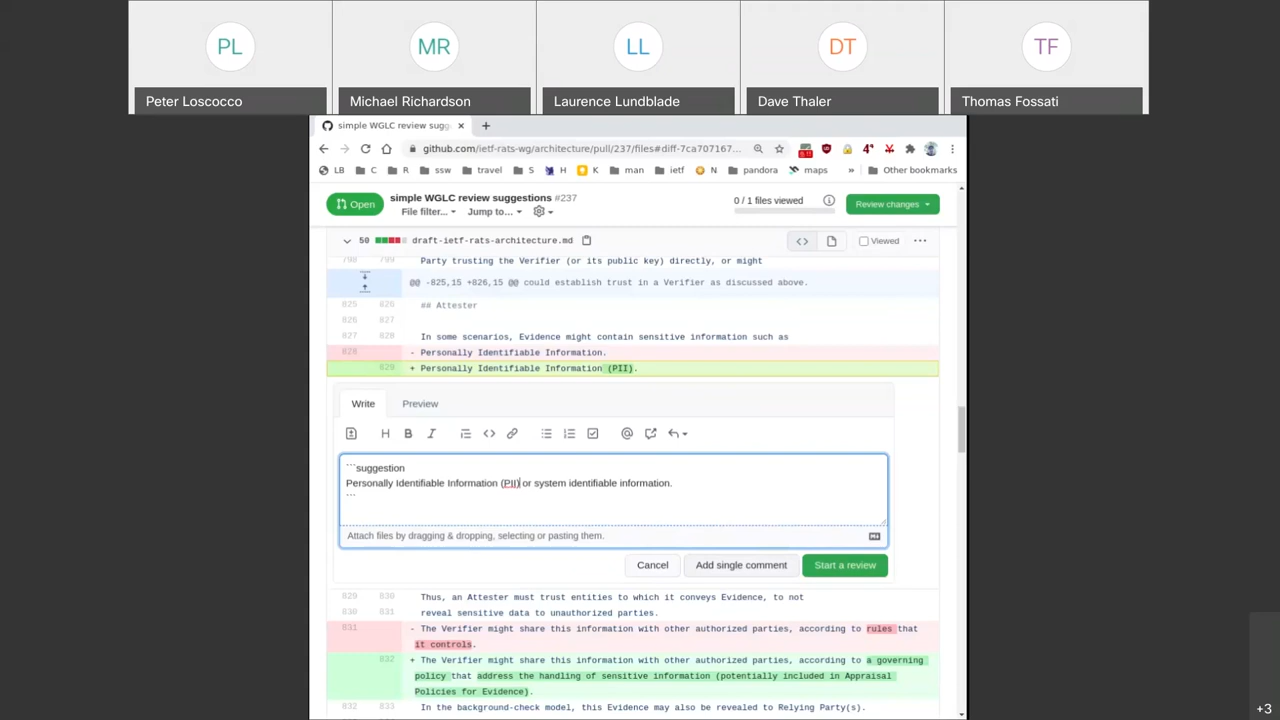 PL
MR
LL
DT
TF
Peter Loscocco
Michael Richardson
Laurence Lundblade
Dave Thaler
Thomas Fossati
simple WGLC review sugg
github.com/ietf-rats-wg/architecture/pull/237/files#diff-7ca707167...
LB C R ssw travel S H K man ietf N pandora maps » Other bookmarks
Open
simple WGLC review suggestions #237
File filter... Jump to...
0 / 1 files viewed
Review changes
50 draft-ietf-rats-architecture.md
Viewed
798 799 Party trusting the Verifier (or its public key) directly, or might
@@ -825,15 +826,15 @@ could establish trust in a Verifier as discussed above.
825 826 ## Attester
826 827
827 828 In some scenarios, Evidence might contain sensitive information such as
828 - Personally Identifiable Information.
829 + Personally Identifiable Information (PII).
Write Preview
```suggestion
Personally Identifiable Information (PII) or system identifiable information.
```
Attach files by dragging & dropping, selecting or pasting them.
Cancel Add single comment Start a review
829 830 Thus, an Attester must trust entities to which it conveys Evidence, to not
830 831 reveal sensitive data to unauthorized parties.
831 - The Verifier might share this information with other authorized parties, according to rules that
it controls.
832 + The Verifier might share this information with other authorized parties, according to a governing
policy that address the handling of sensitive information (potentially included in Appraisal
Policies for Evidence).
832 833 In the background-check model, this Evidence may also be revealed to Relying Party(s).
+3